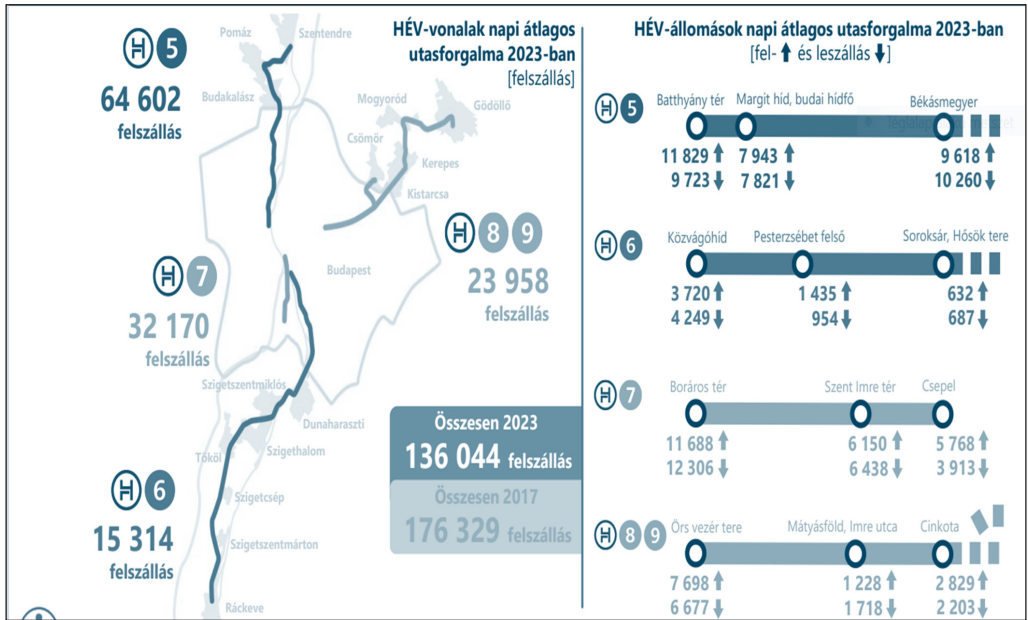 HÉV-vonalak napi átlagos
utasforgalma 2023-ban
[felszállás]
Pomáz
Szentendre
H 5
64 602
felszállás
Budakalász
Mogyoród
Gödöllő
Csömör
Kerepes
Kistarcsa
H 8 9
23 958
felszállás
H 7
32 170
felszállás
Budapest
Szigetszentmiklós
Dunaharaszti
Tököl
Szigethalom
H 6
15 314
felszállás
Szigetcsép
Szigetszentmárton
Ráckeve
Összesen 2023
136 044 felszállás
Összesen 2017
176 329 felszállás
HÉV-állomások napi átlagos utasforgalma 2023-ban
[fel- ⬆ és leszállás ⬇]
H 5
Batthyány tér Margit híd, budai hídfő Békásmegyer
11 829 ⬆ 7 943 ⬆ 9 618 ⬆
9 723 ⬇ 7 821 ⬇ 10 260 ⬇
H 6
Közvágóhíd Pesterzsébet felső Soroksár, Hősök tere
3 720 ⬆ 1 435 ⬆ 632 ⬆
4 249 ⬇ 954 ⬇ 687 ⬇
H 7
Boráros tér Szent Imre tér Csepel
11 688 ⬆ 6 150 ⬆ 5 768 ⬆
12 306 ⬇ 6 438 ⬇ 3 913 ⬇
H 8 9
Örs vezér tere Mátyásföld, Imre utca Cinkota
7 698 ⬆ 1 228 ⬆ 2 829 ⬆
6 677 ⬇ 1 718 ⬇ 2 203 ⬇